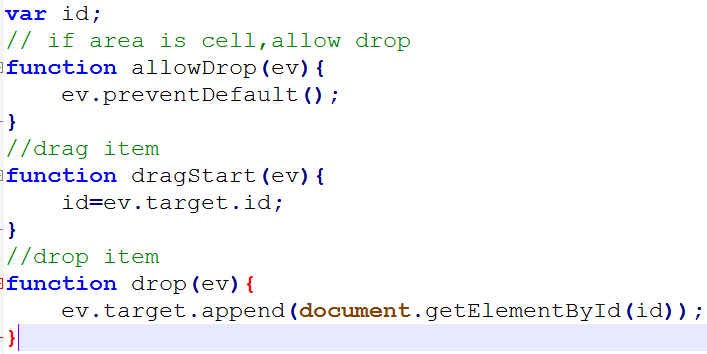 var id;
// if area is cell,allow drop
function allowDrop(ev){
    ev.preventDefault();
}
//drag item
function dragStart(ev){
    id=ev.target.id;
}
//drop item
function drop(ev){
    ev.target.append(document.getElementById(id));
}